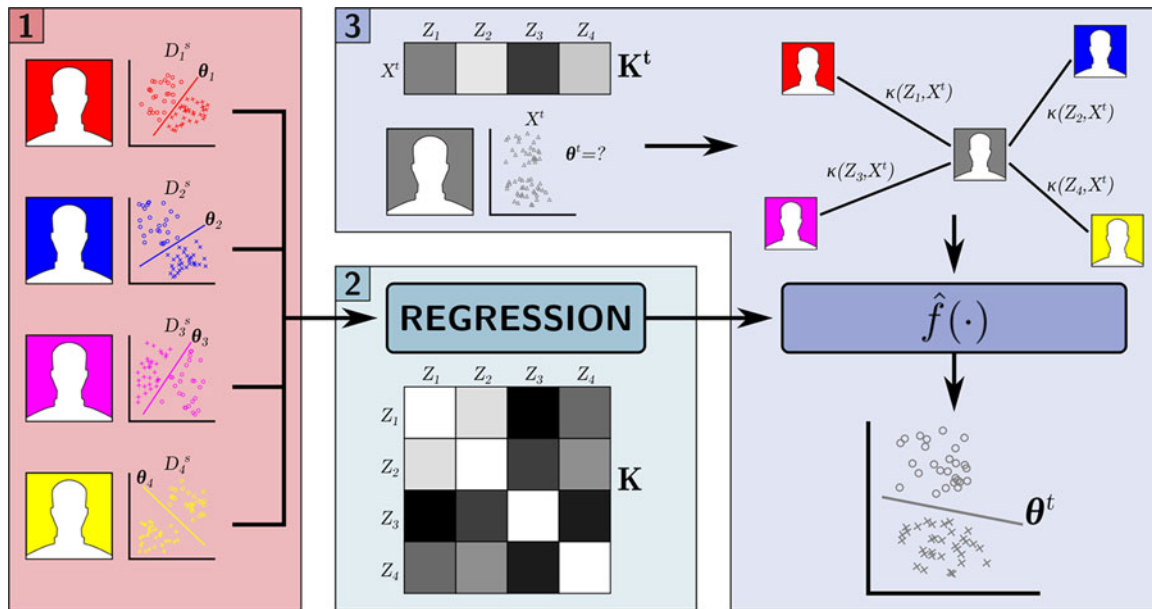 1
D₁ˢ
θ₁
D₂ˢ
θ₂
D₃ˢ
θ₃
D₄ˢ
θ₄
2
REGRESSION
Z₁ Z₂ Z₃ Z₄
Z₁
Z₂
Z₃
Z₄
K
3
Z₁ Z₂ Z₃ Z₄
Xᵗ
Kᵗ
Xᵗ
θᵗ=?
κ(Z₁,Xᵗ)
κ(Z₂,Xᵗ)
κ(Z₃,Xᵗ)
κ(Z₄,Xᵗ)
f̂(·)
θᵗ